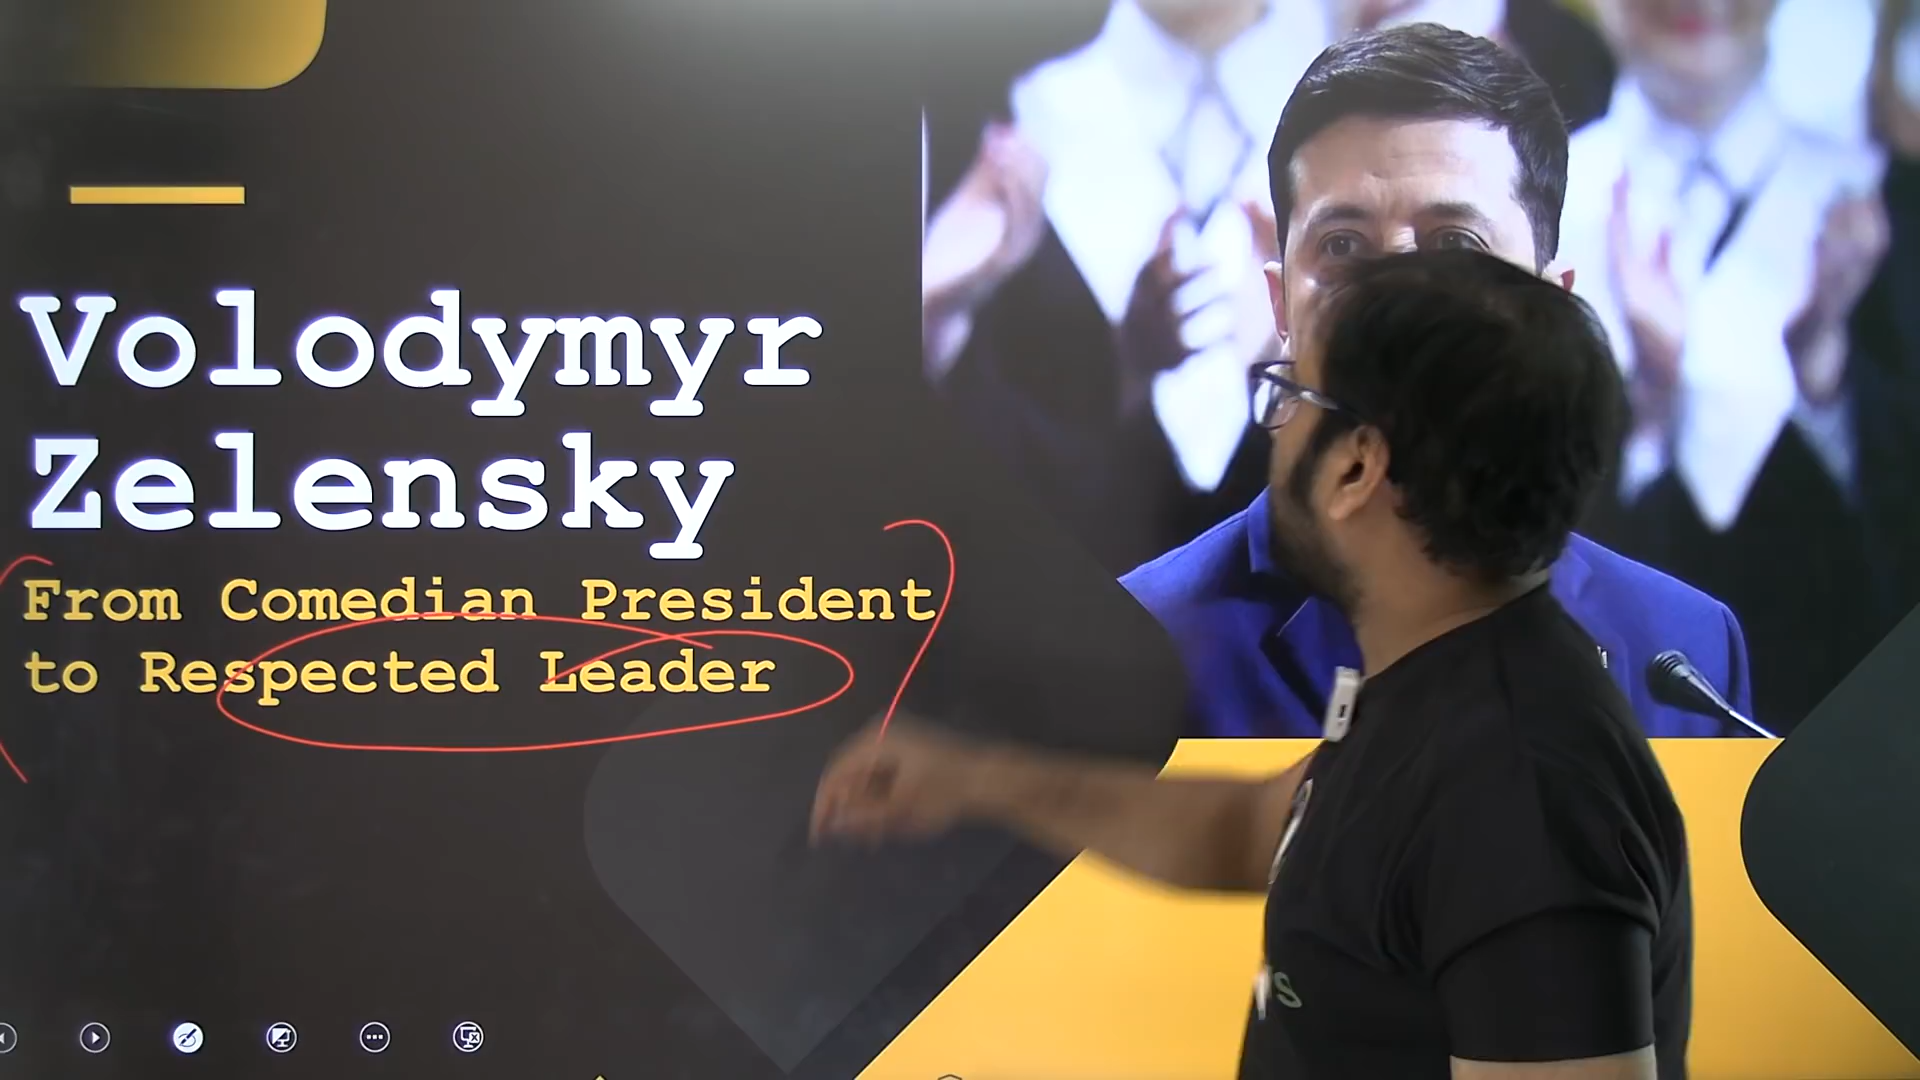 Volodymyr
Zelensky
From Comedian President
to Respected Leader